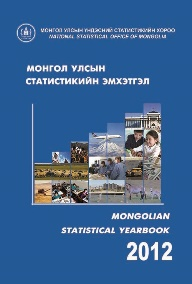 МОНГОЛ УЛСЫН ҮНДЭСНИЙ СТАТИСТИКИЙН ХОРОО
NATIONAL STATISTICAL OFFICE OF MONGOLIA
МОНГОЛ УЛСЫН
СТАТИСТИКИЙН ЭМХЭТГЭЛ
MONGOLIAN
STATISTICAL YEARBOOK
2012